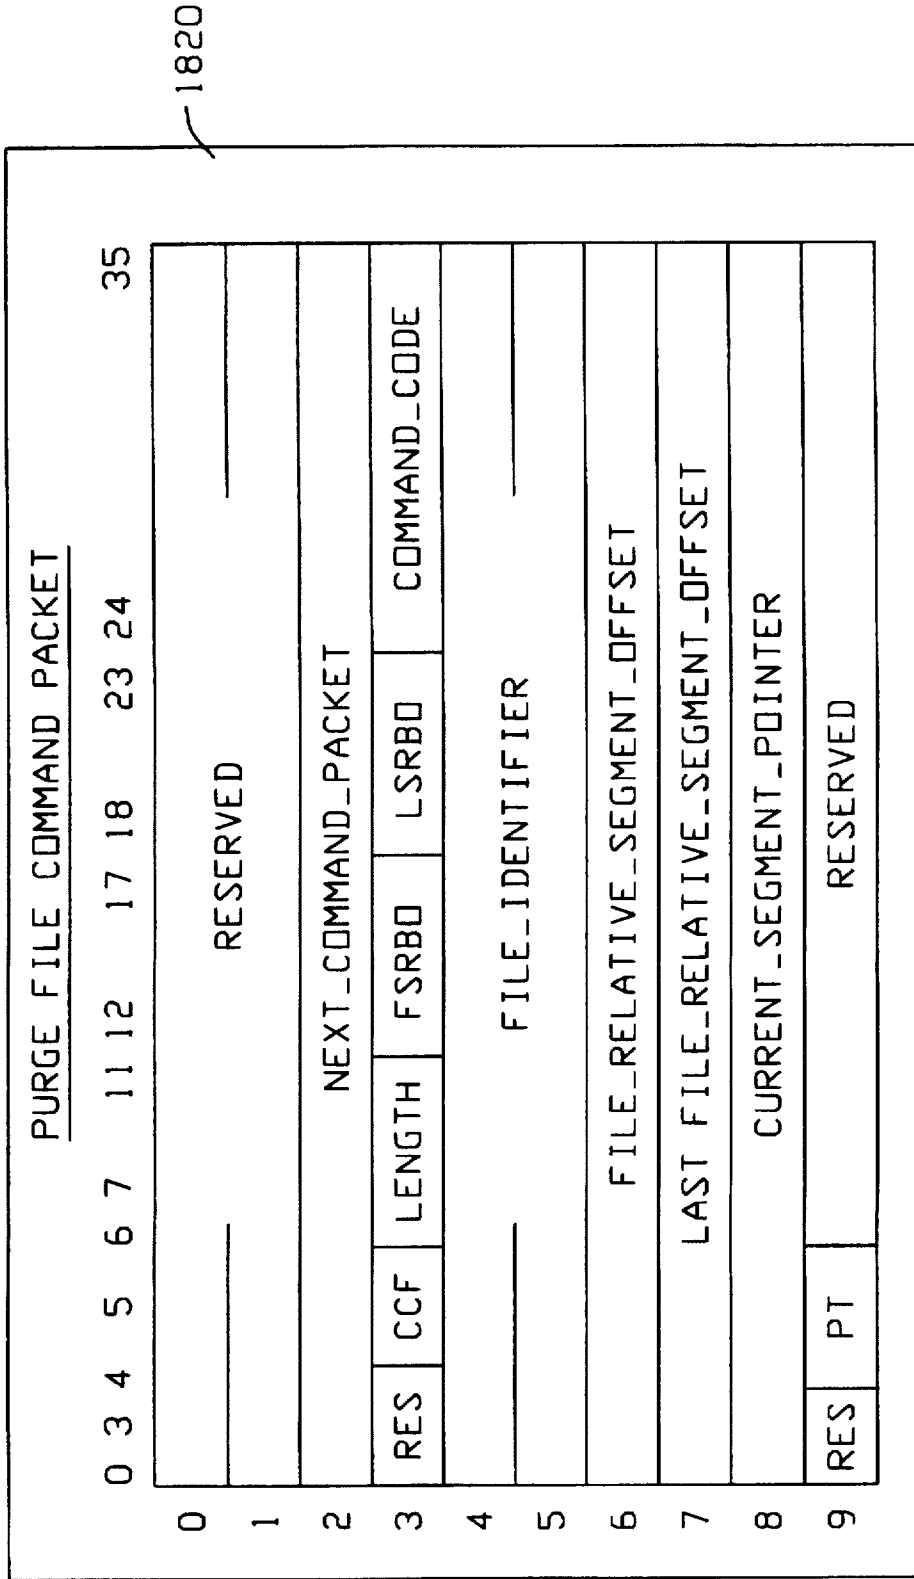 PURGE FILE COMMAND PACKET
0 3 4 5 6 7 11 12 17 18 23 24 35
0
RESERVED
1
2 NEXT_COMMAND_PACKET
3 RES CCF LENGTH FSRBO LSRBO COMMAND_CODE
4
FILE_IDENTIFIER
5
6 FILE_RELATIVE_SEGMENT_OFFSET
7 LAST FILE_RELATIVE_SEGMENT_OFFSET
8 CURRENT_SEGMENT_POINTER
9 RES PT RESERVED
1820